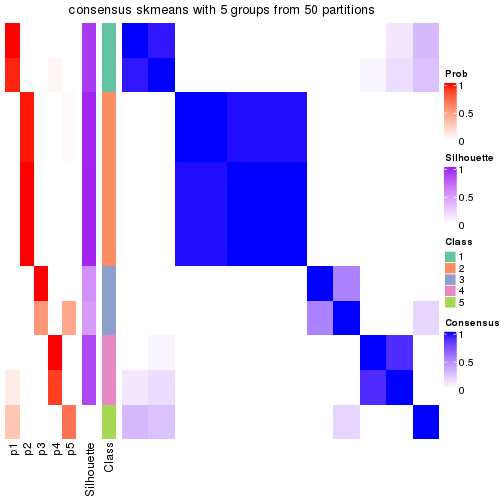 consensus skmeans with 5 groups from 50 partitions
Prob
1
0.5
0
Silhouette
1
0.5
0
Class
1
2
3
4
5
Consensus
1
0.5
0
p1
p2
p3
p4
p5
Silhouette
Class